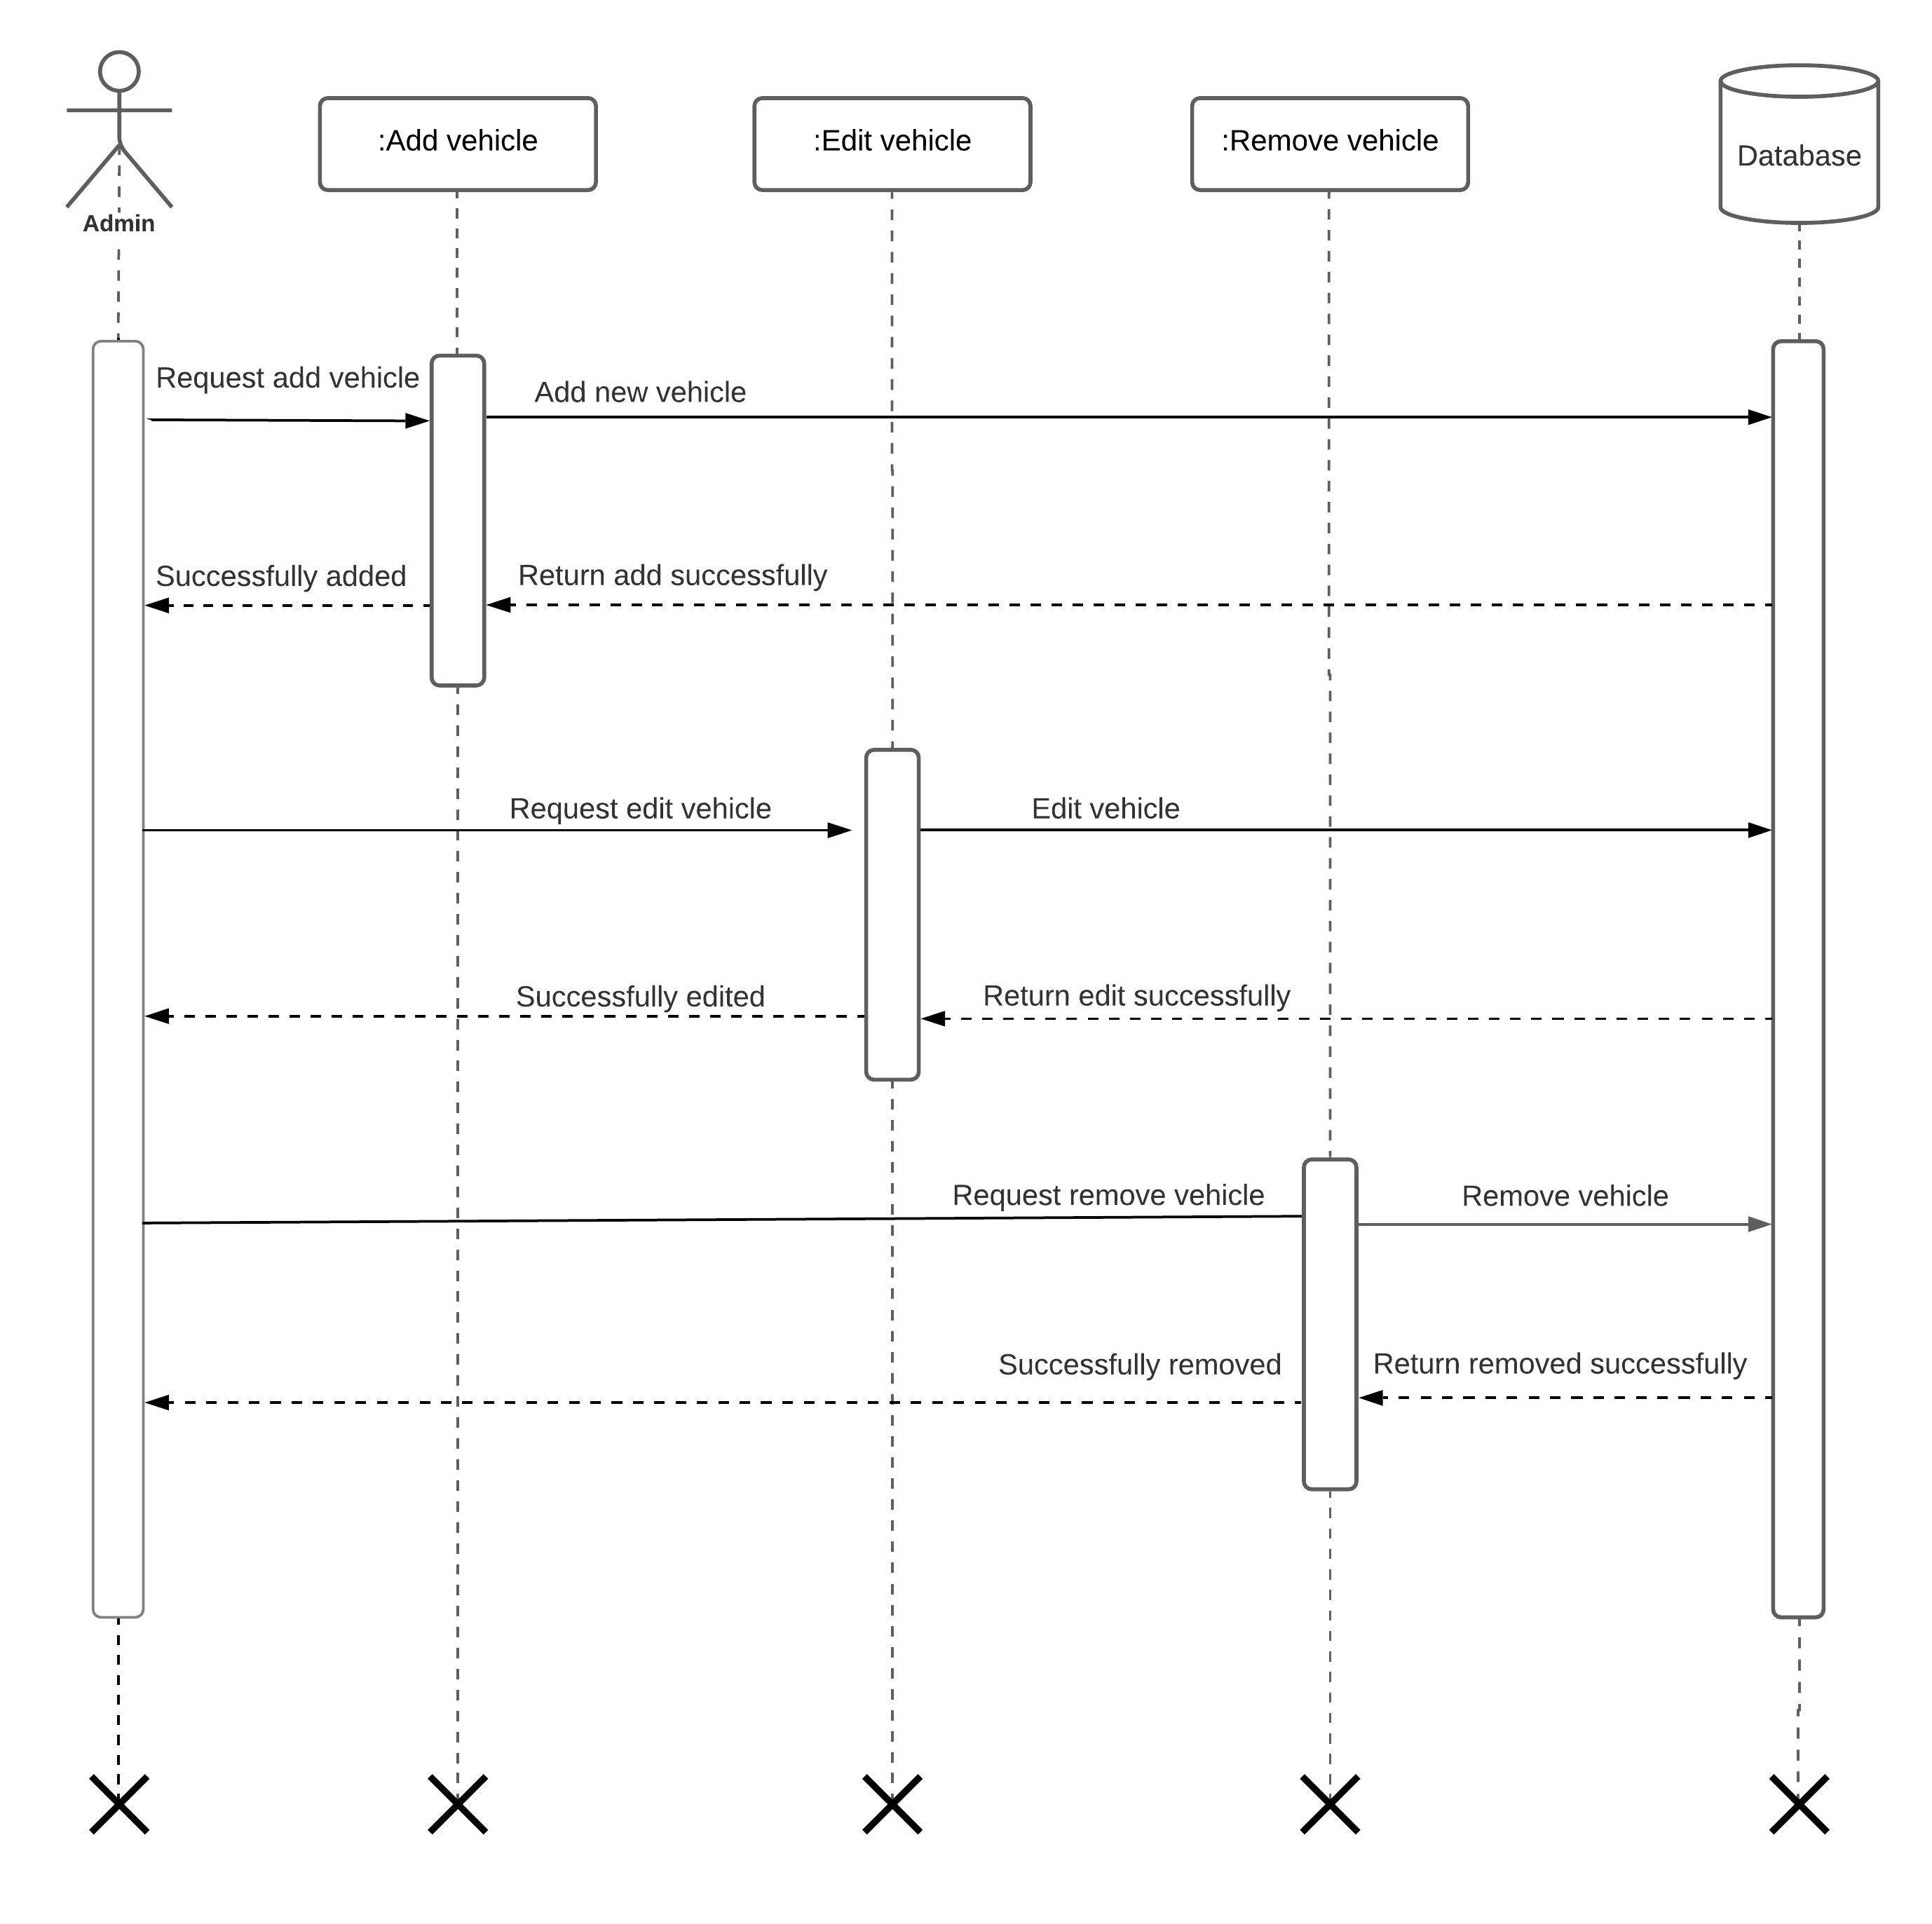 :Add vehicle
:Edit vehicle
:Remove vehicle
Database
Admin
Request add vehicle
Add new vehicle
Successfully added
Return add successfully
Request edit vehicle
Edit vehicle
Successfully edited
Return edit successfully
Request remove vehicle
Remove vehicle
Successfully removed
Return removed successfully